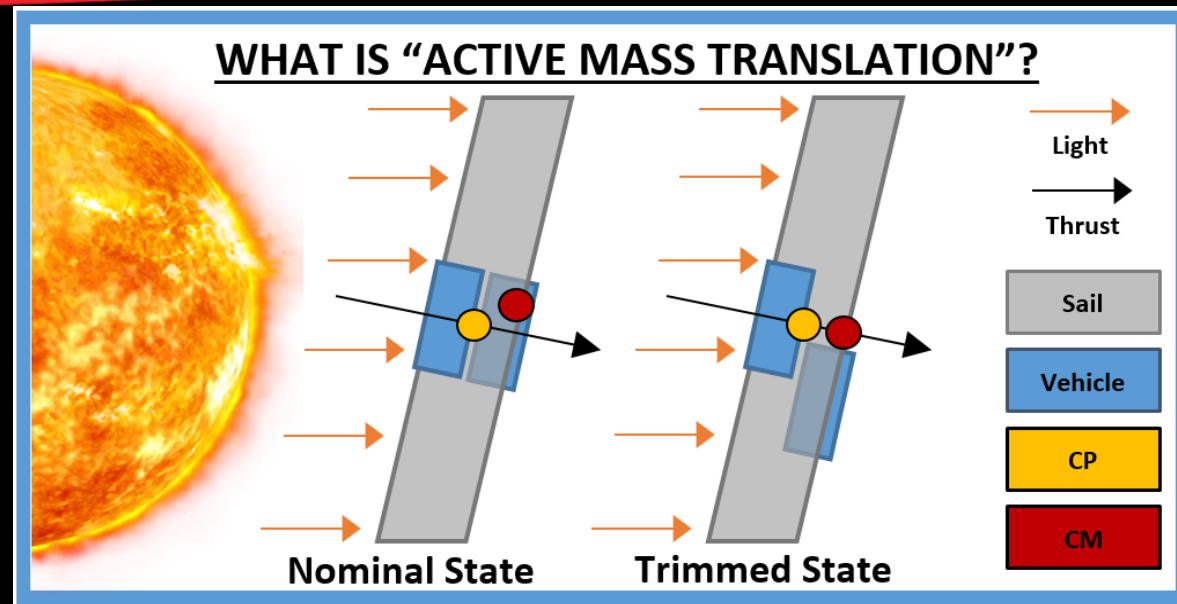 WHAT IS “ACTIVE MASS TRANSLATION”?
Light
Thrust
Sail
Vehicle
CP
CM
Nominal State
Trimmed State